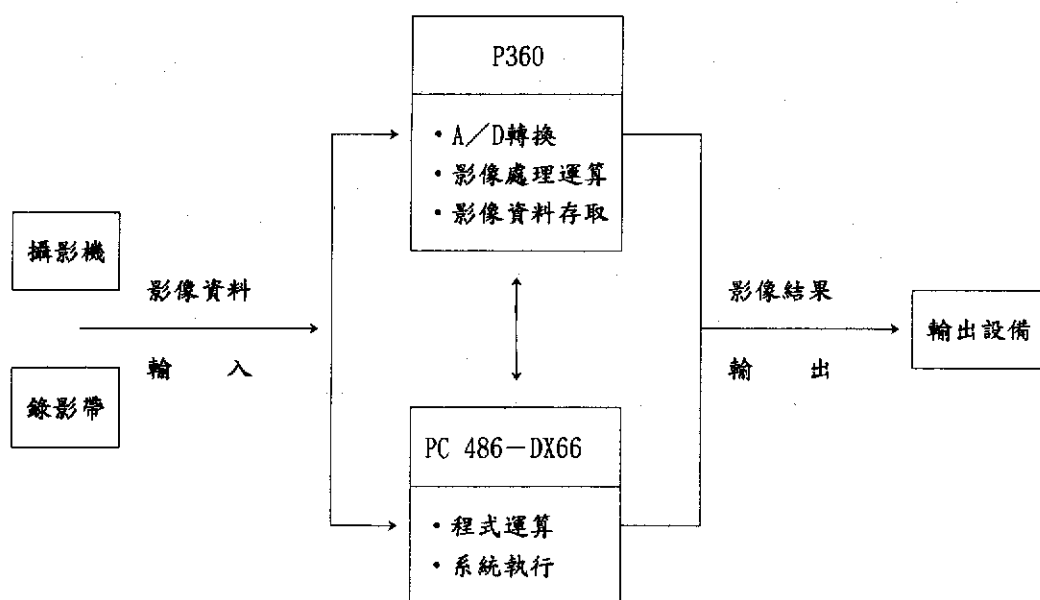 P360
・A／D轉換
・影像處理運算
・影像資料存取
攝影機
影像資料
輸 入
錄影帶
影像結果
輸 出
輸出設備
PC 486－DX66
・程式運算
・系統執行